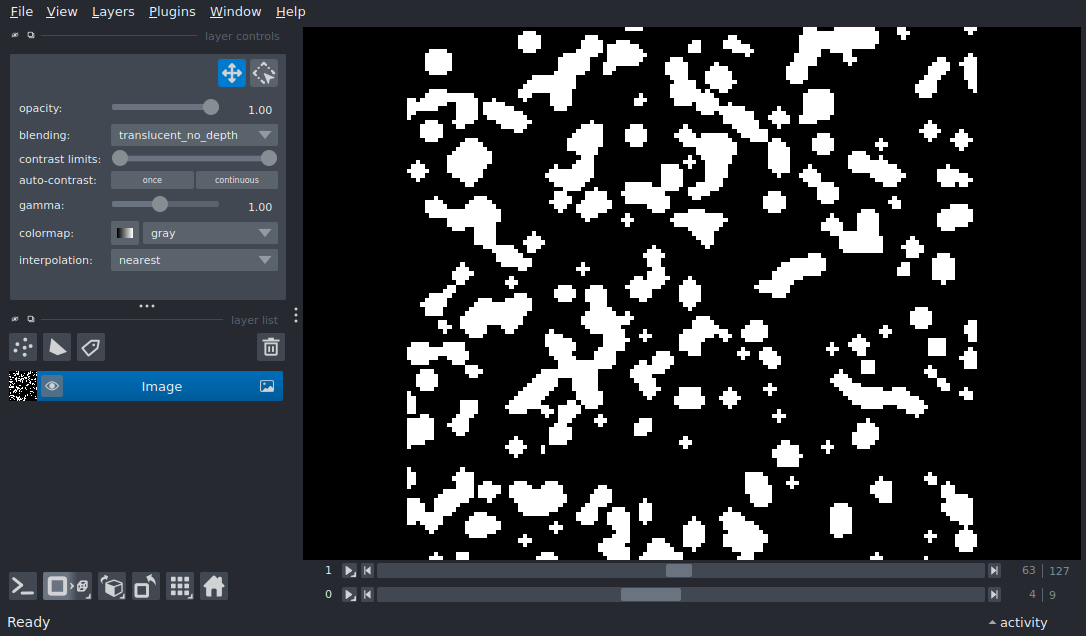 File View Layers Plugins Window Help
layer controls
opacity: 1.00
blending: translucent_no_depth
contrast limits:
auto-contrast: once continuous
gamma: 1.00
colormap: gray
interpolation: nearest
layer list
Image
1 63 127
0 4 9
Ready activity